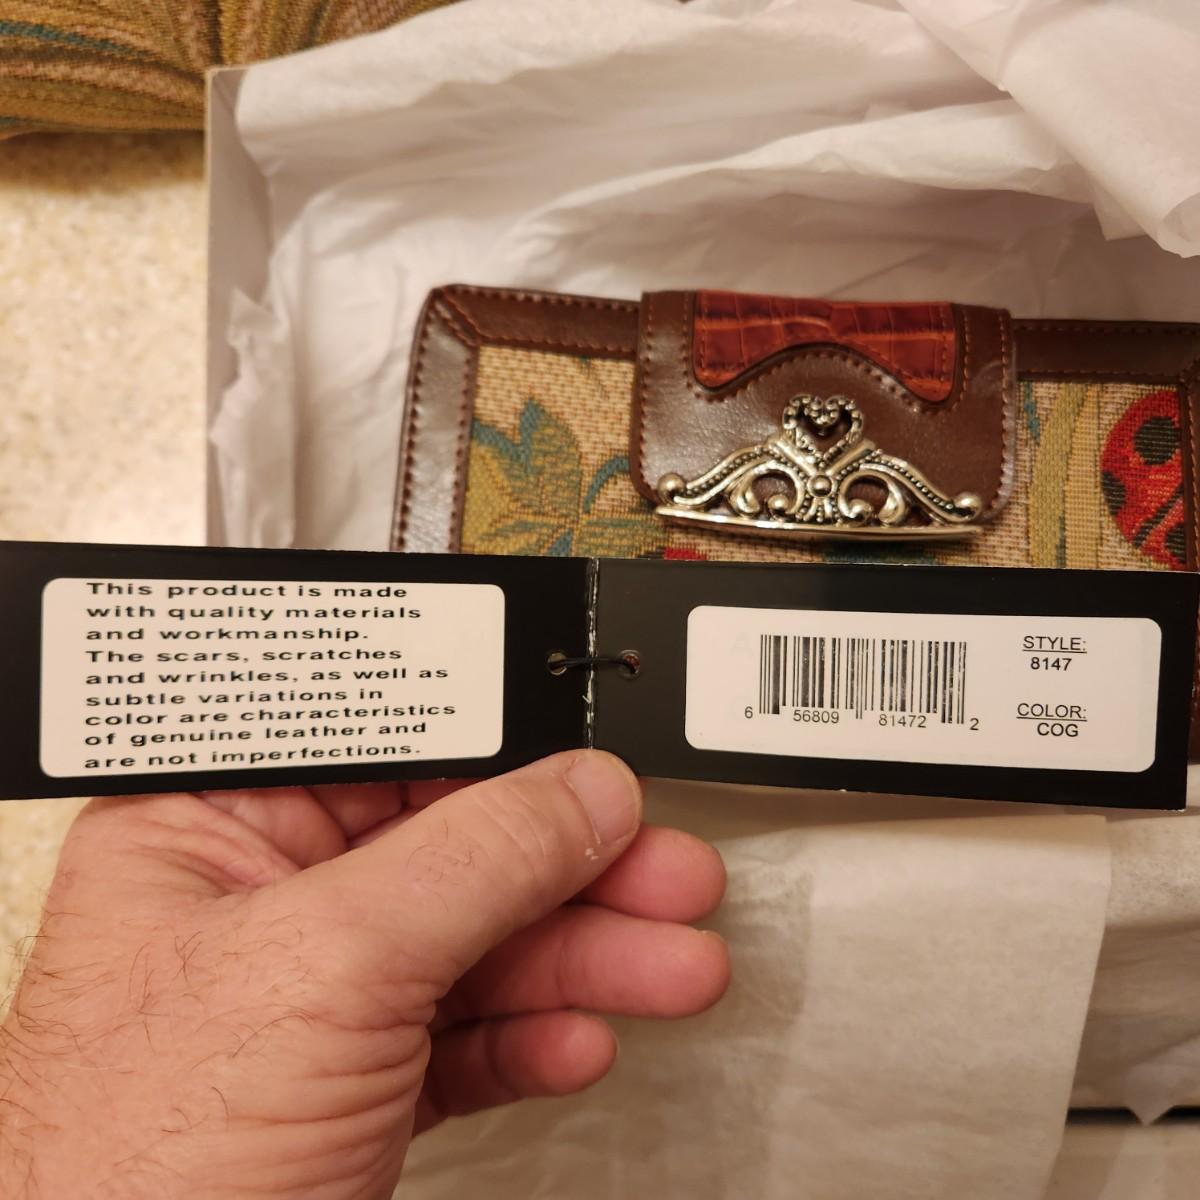 This product is made
with quality materials
and workmanship.
The scars, scratches
and wrinkles, as well as
subtle variations in
color are characteristics
of genuine leather and
are not imperfections.
6 56809 81472 2
STYLE:
8147
COLOR:
COG